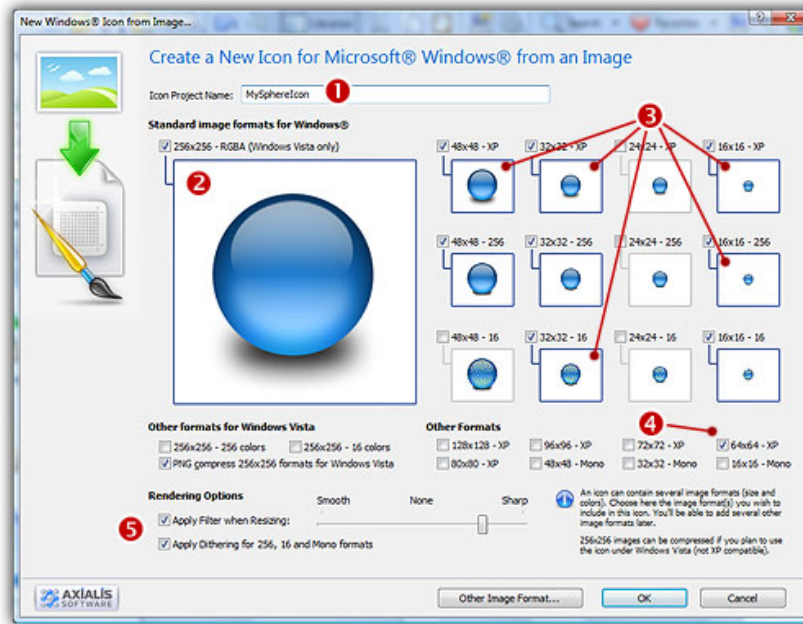 New Windows® Icon from Image...
Create a New Icon for Microsoft® Windows® from an Image
Icon Project Name: MySphereIcon 1
Standard image formats for Windows®
256x256 - RGBA (Windows Vista only)
2
3
48x48 - XP 32x32 - XP 24x24 - XP 16x16 - XP
48x48 - 256 32x32 - 256 24x24 - 256 16x16 - 256
48x48 - 16 32x32 - 16 24x24 - 16 16x16 - 16
Other formats for Windows Vista
256x256 - 256 colors 256x256 - 16 colors
PNG compress 256x256 formats for Windows Vista
Other Formats 4
128x128 - XP 96x96 - XP 72x72 - XP 64x64 - XP
80x80 - XP 48x48 - Mono 32x32 - Mono 16x16 - Mono
Rendering Options
Smooth None Sharp
5
Apply Filter when Resizing:
Apply Dithering for 256, 16 and Mono formats
An icon can contain several image formats (size and
colors). Choose here the image format(s) you wish to
include in this icon. You'll be able to add several other
image formats later.
256x256 images can be compressed if you plan to use
the icon under Windows Vista (not XP compatible).
AXIALIS
SOFTWARE
Other Image Format... OK Cancel